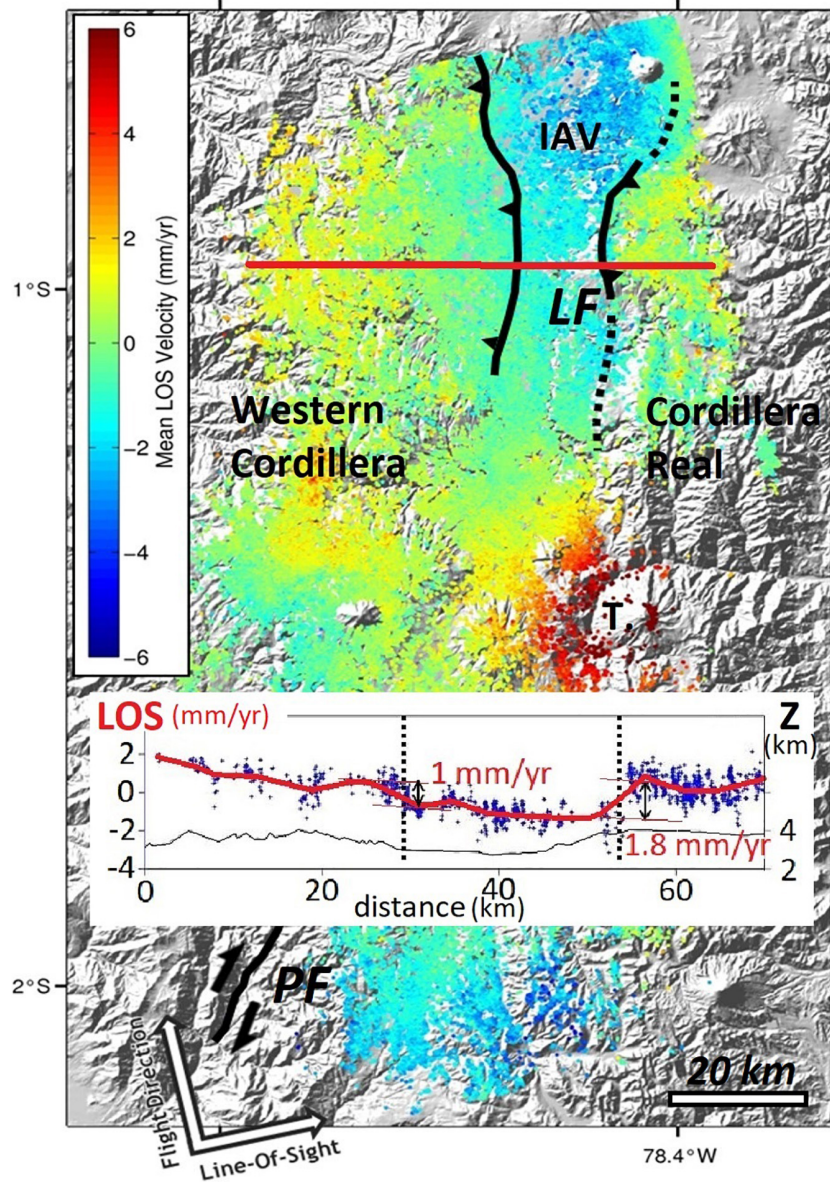 6
4
2
0
−2
−4
−6
Mean LOS Velocity (mm/yr)
IAV
1°S
LF
Western
Cordillera
Cordillera
Real
T.
LOS (mm/yr)
Z
(km)
2
0
-2
-4
1 mm/yr
1.8 mm/yr
4
2
0
20
40
60
distance (km)
2°S
PF
Flight Direction
Line-Of-Sight
20 km
78.4°W